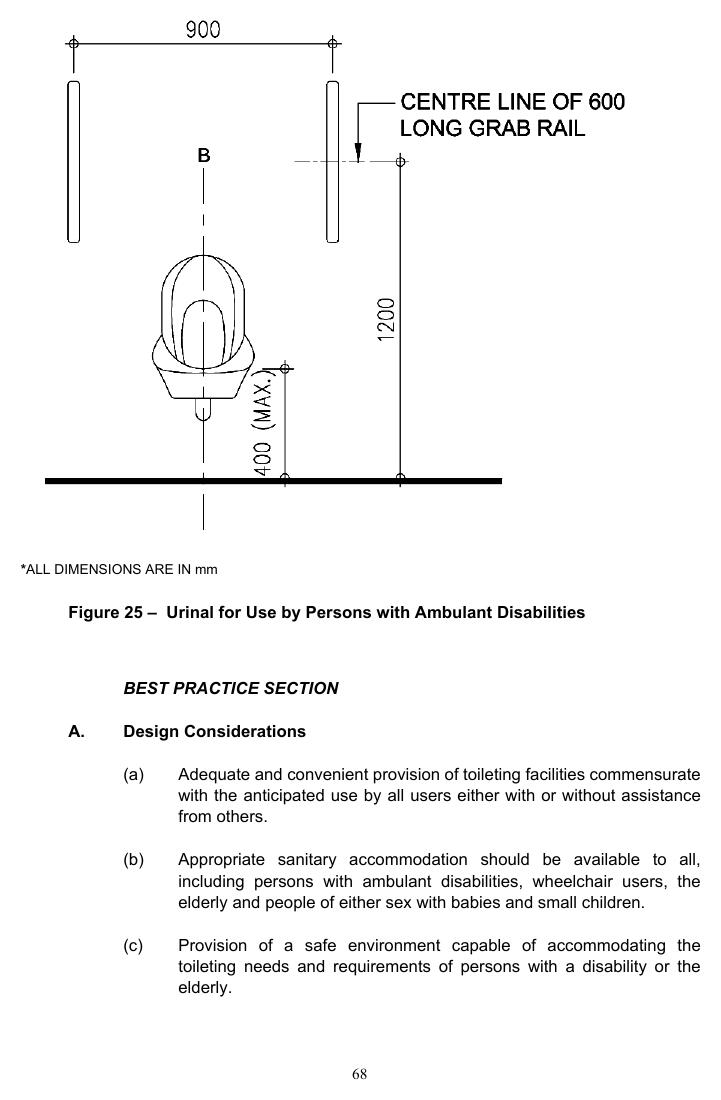 900
CENTRE LINE OF 600
LONG GRAB RAIL
B
1200
400 (MAX.)
*ALL DIMENSIONS ARE IN mm
Figure 25 – Urinal for Use by Persons with Ambulant Disabilities
BEST PRACTICE SECTION
A. Design Considerations
(a) Adequate and convenient provision of toileting facilities commensurate
with the anticipated use by all users either with or without assistance
from others.
(b) Appropriate sanitary accommodation should be available to all,
including persons with ambulant disabilities, wheelchair users, the
elderly and people of either sex with babies and small children.
(c) Provision of a safe environment capable of accommodating the
toileting needs and requirements of persons with a disability or the
elderly.
68